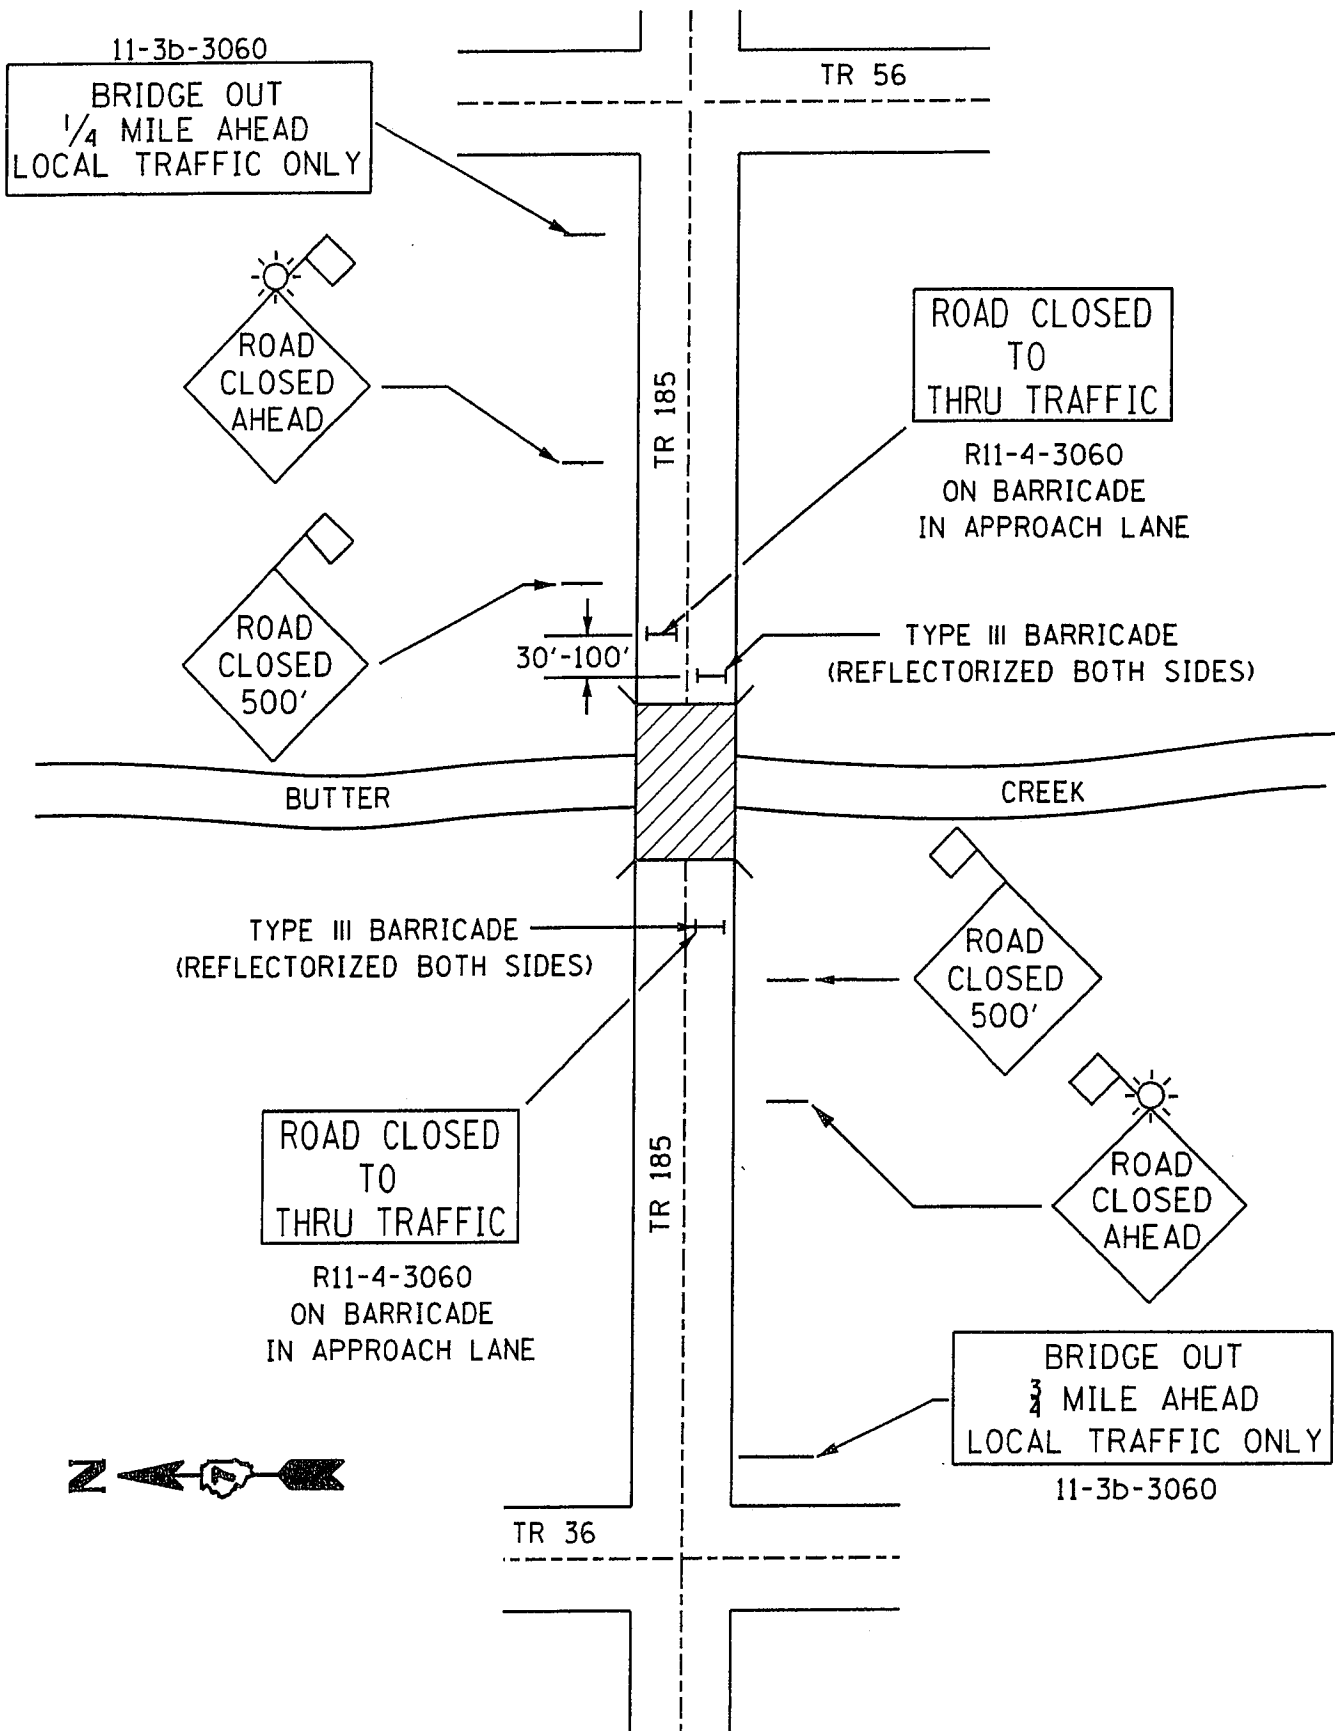 11-3b-3060
BRIDGE OUT
1/4 MILE AHEAD
LOCAL TRAFFIC ONLY
TR 56
ROAD
CLOSED
AHEAD
TR 185
ROAD CLOSED
TO
THRU TRAFFIC
R11-4-3060
ON BARRICADE
IN APPROACH LANE
ROAD
CLOSED
500'
30'-100'
TYPE III BARRICADE
(REFLECTORIZED BOTH SIDES)
BUTTER
CREEK
TYPE III BARRICADE
(REFLECTORIZED BOTH SIDES)
ROAD
CLOSED
500'
ROAD CLOSED
TO
THRU TRAFFIC
R11-4-3060
ON BARRICADE
IN APPROACH LANE
TR 185
ROAD
CLOSED
AHEAD
BRIDGE OUT
3/4 MILE AHEAD
LOCAL TRAFFIC ONLY
11-3b-3060
N
TR 36